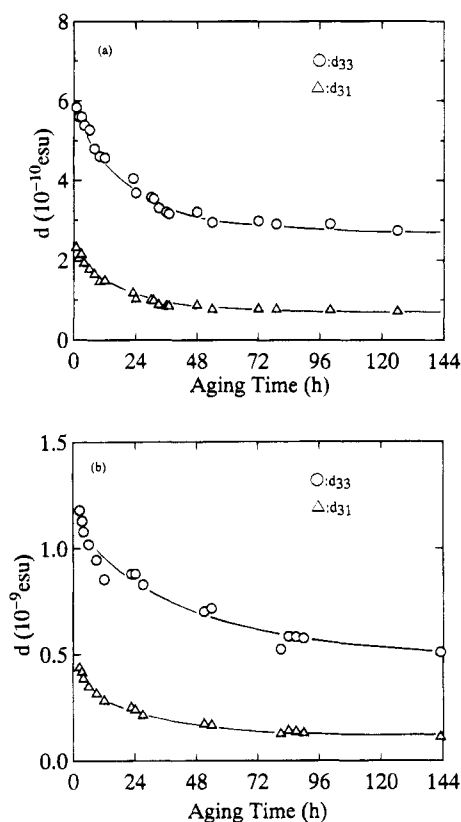 10
(a)
○:d33
△:d31
8
6
4
2
0
d (10⁻¹⁰esu)
0 24 48 72 96 120 144
Aging Time (h)
1.5
(b)
○:d33
△:d31
1.0
0.5
0.0
d (10⁻⁹esu)
0 24 48 72 96 120 144
Aging Time (h)